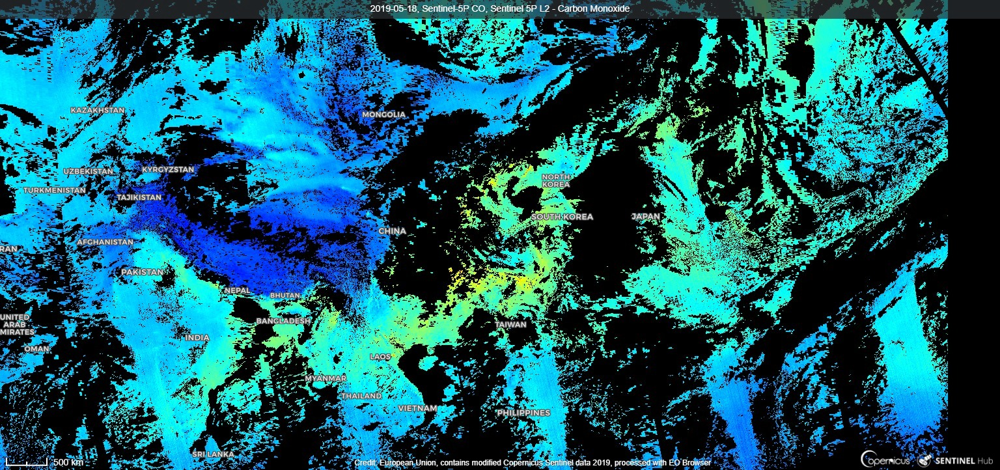 2019-05-18, Sentinel-5P CO, Sentinel 5P L2 - Carbon Monoxide
KAZAKHSTAN
MONGOLIA
UZBEKISTAN
KYRGYZSTAN
NORTH
KOREA
TURKMENISTAN
TAJIKISTAN
SOUTH KOREA
JAPAN
CHINA
AFGHANISTAN
RAN
PAKISTAN
NEPAL
BHUTAN
UNITED
ARAB
MIRATES
BANGLADESH
TAIWAN
INDIA
OMAN
LAOS
MYANMAR
THAILAND
VIETNAM
PHILIPPINES
SRI LANKA
500 km
Credit: European Union, contains modified Copernicus Sentinel data 2019, processed with EO Browser
opernicus
SENTINEL Hub